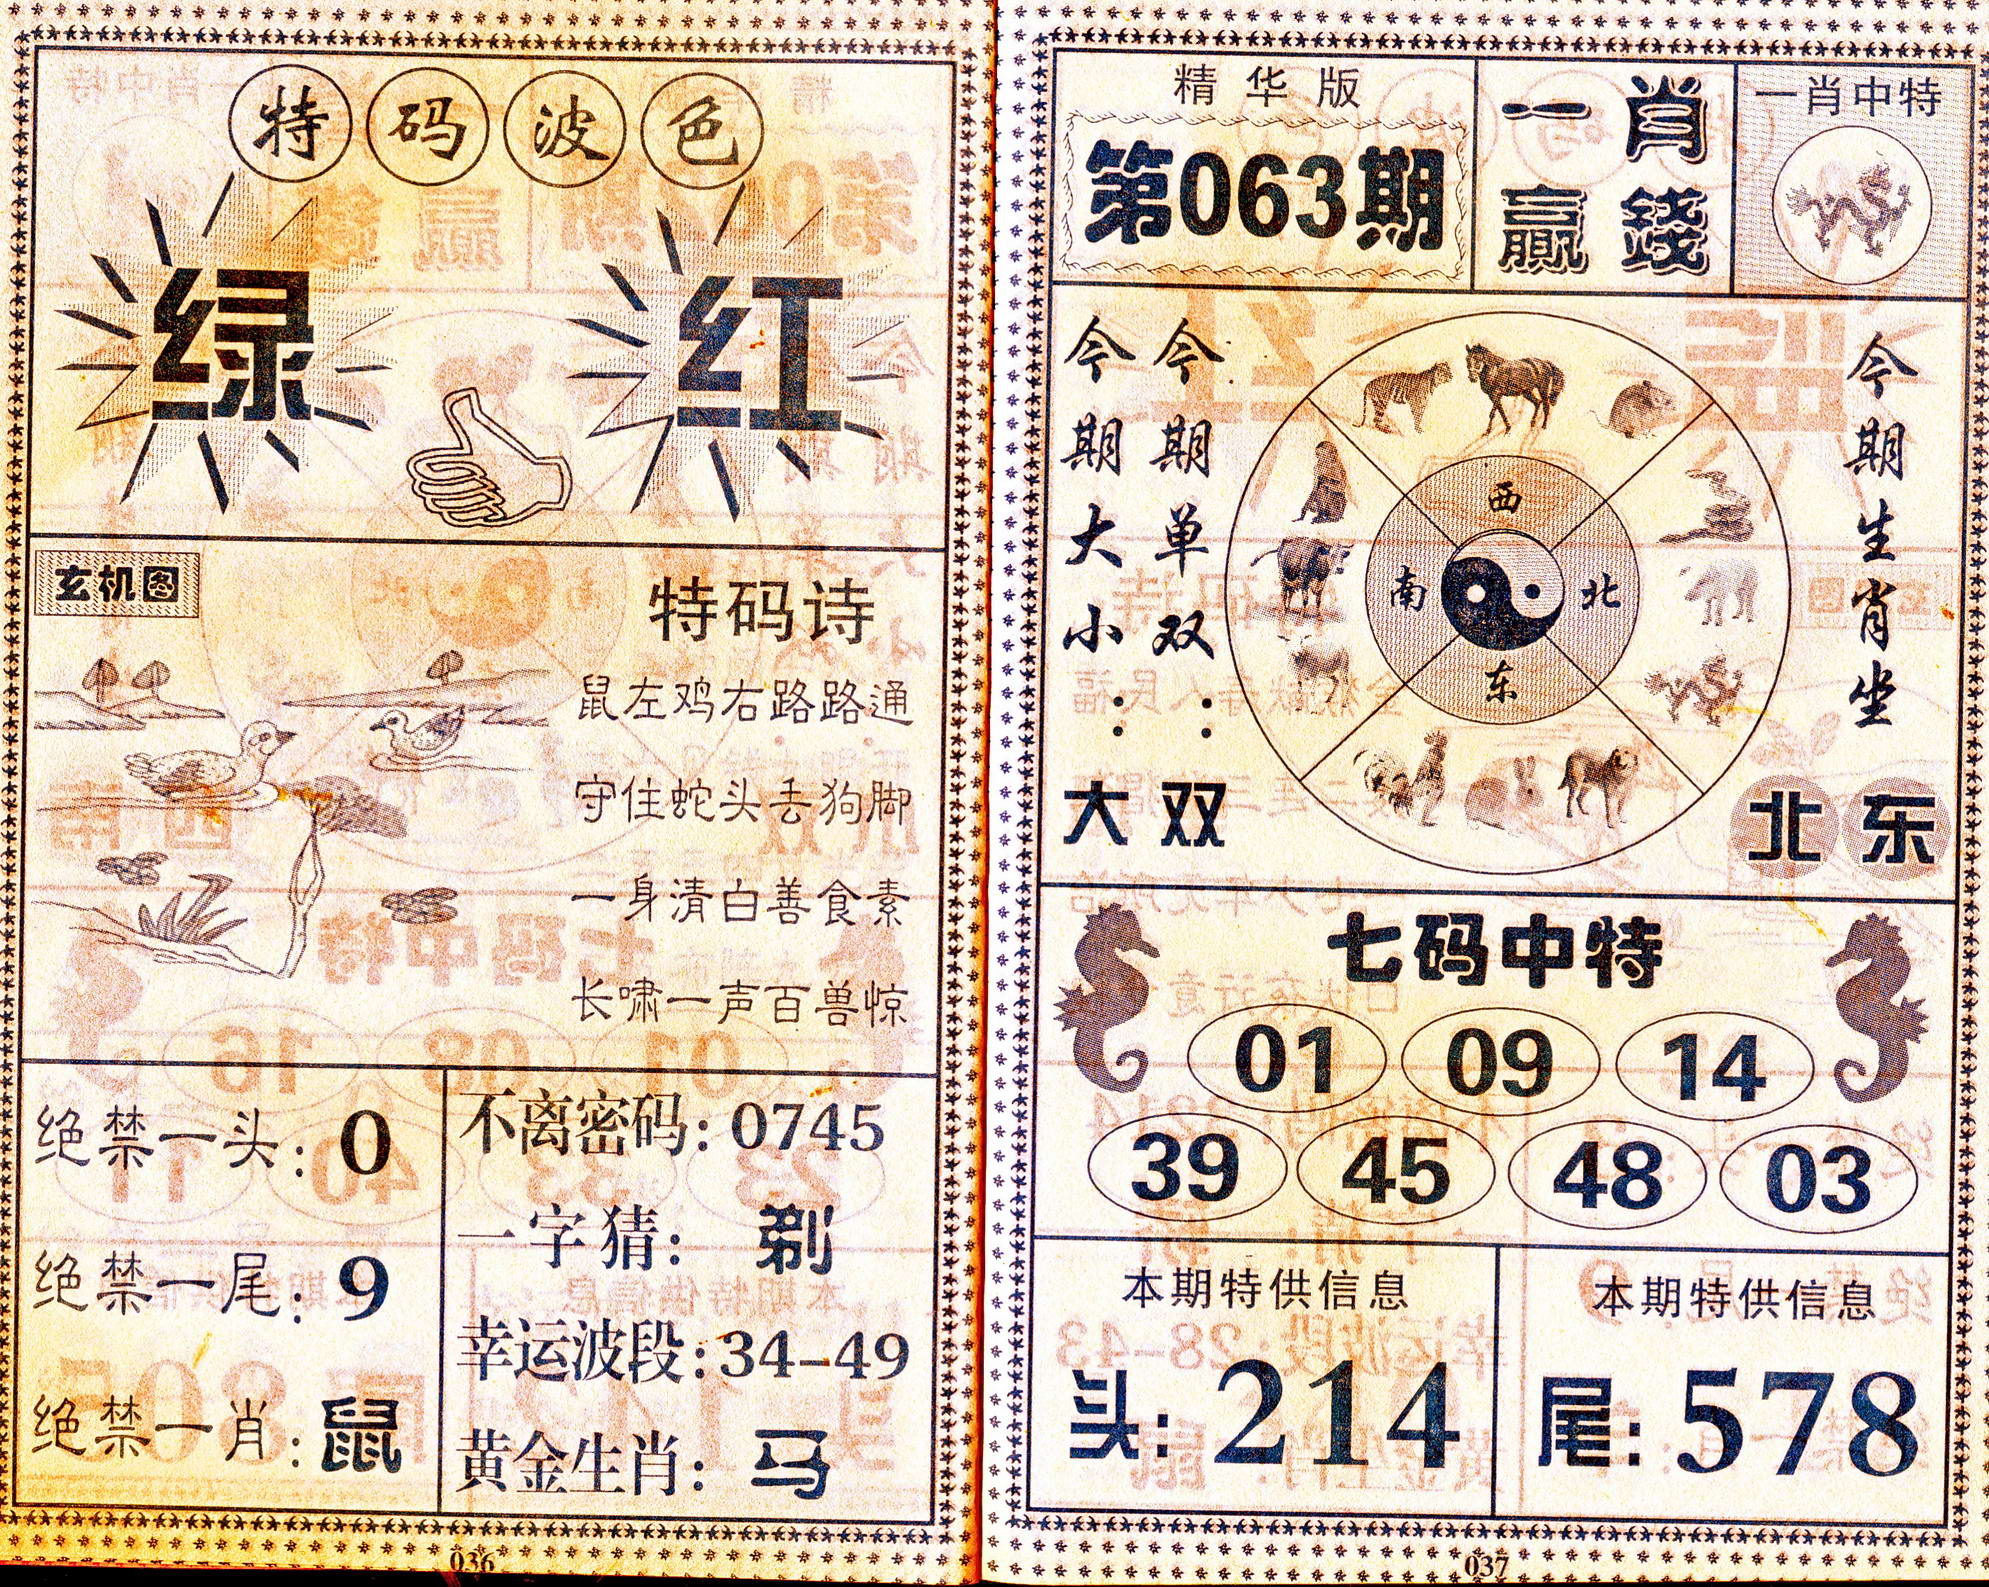 特码波色
绿 红
玄机图
特码诗
鼠左鸡右路路通
守住蛇头丢狗脚
一身清白善食素
长啸一声百兽惊
绝禁一头: 0
绝禁一尾: 9
绝禁一肖: 鼠
不离密码: 0745
一字猜: 剃
幸运波段: 34-49
黄金生肖: 马
036
精华版
第063期
一肖
赢錢
一肖中特
今期大小: 大
今期单双: 双
西
南 北
东
今期生肖坐
北 东
七码中特
01 09 14
39 45 48 03
本期特供信息
头: 214
本期特供信息
尾: 578
037